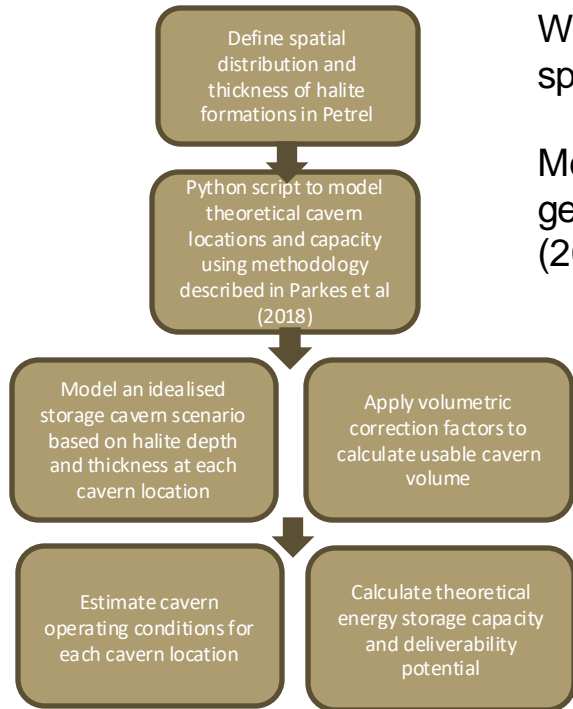 Define spatial
distribution and
thickness of halite
formations in Petrel
Python script to model
theoretical cavern
locations and capacity
using methodology
described in Parkes et al
(2018)
Model an idealised
storage cavern scenario
based on halite depth
and thickness at each
cavern location
Apply volumetric
correction factors to
calculate usable cavern
volume
Estimate cavern
operating conditions for
each cavern location
Calculate theoretical
energy storage capacity
and deliverability
potential